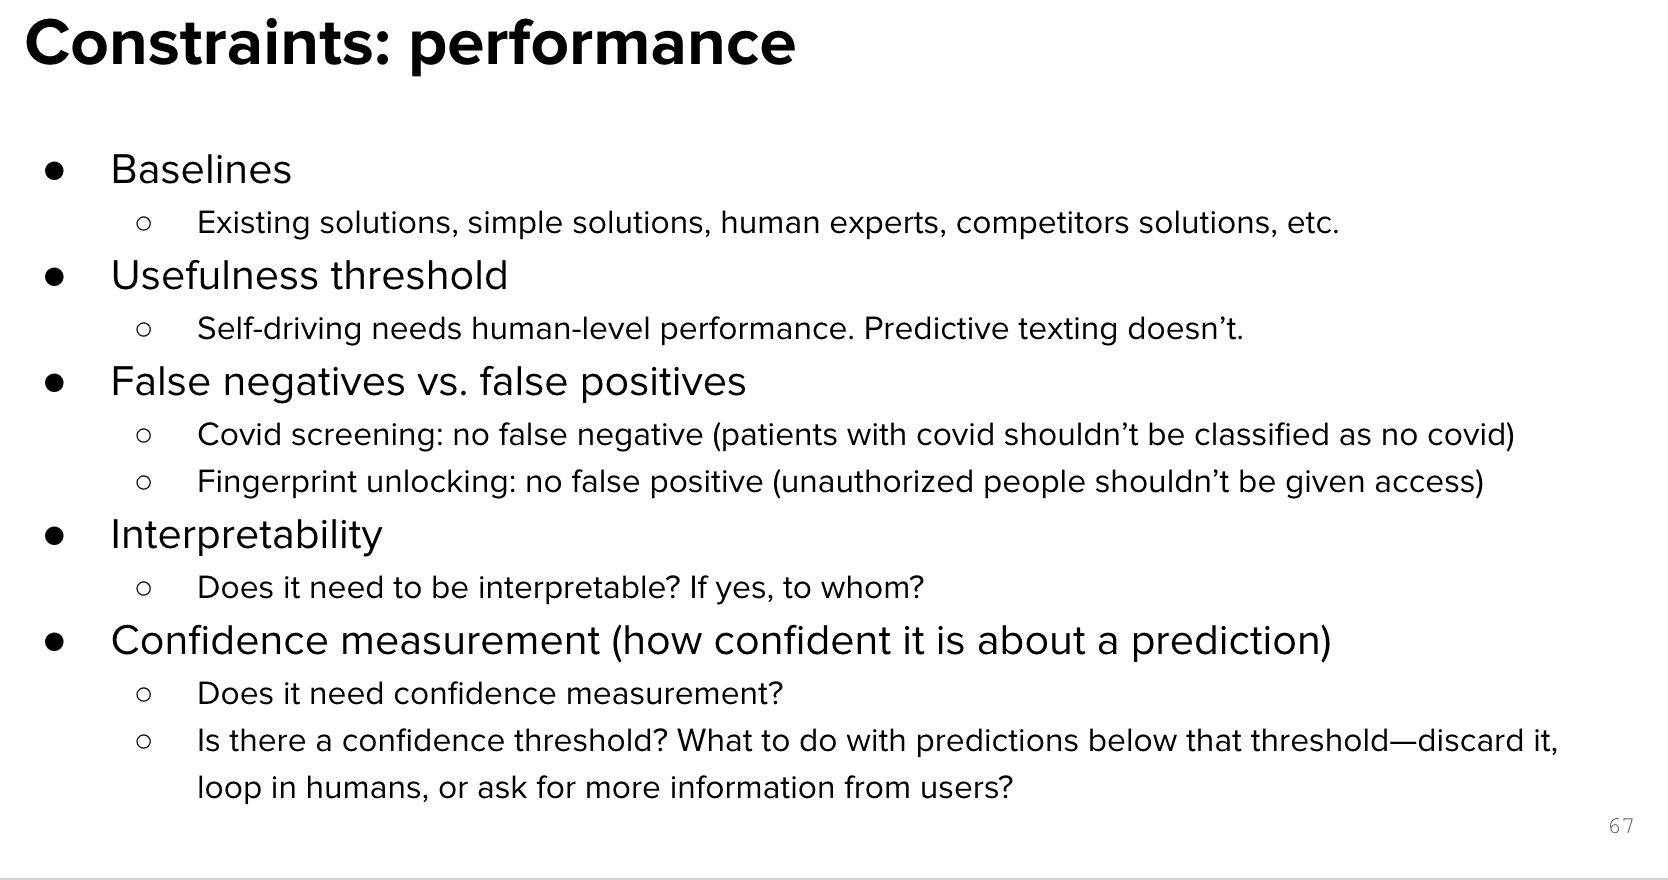 Constraints: performance
● Baselines
○ Existing solutions, simple solutions, human experts, competitors solutions, etc.
● Usefulness threshold
○ Self-driving needs human-level performance. Predictive texting doesn’t.
● False negatives vs. false positives
○ Covid screening: no false negative (patients with covid shouldn’t be classified as no covid)
○ Fingerprint unlocking: no false positive (unauthorized people shouldn’t be given access)
● Interpretability
○ Does it need to be interpretable? If yes, to whom?
● Confidence measurement (how confident it is about a prediction)
○ Does it need confidence measurement?
○ Is there a confidence threshold? What to do with predictions below that threshold—discard it,
loop in humans, or ask for more information from users?
67